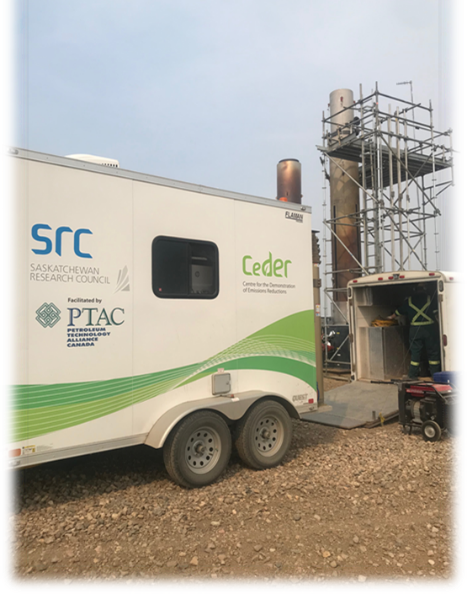 src
SASKATCHEWAN
RESEARCH COUNCIL
Facilitated by
PTAC
PETROLEUM
TECHNOLOGY
ALLIANCE
CANADA
FLAMAN
Ceder
Centre for the Demonstration
of Emissions Reductions